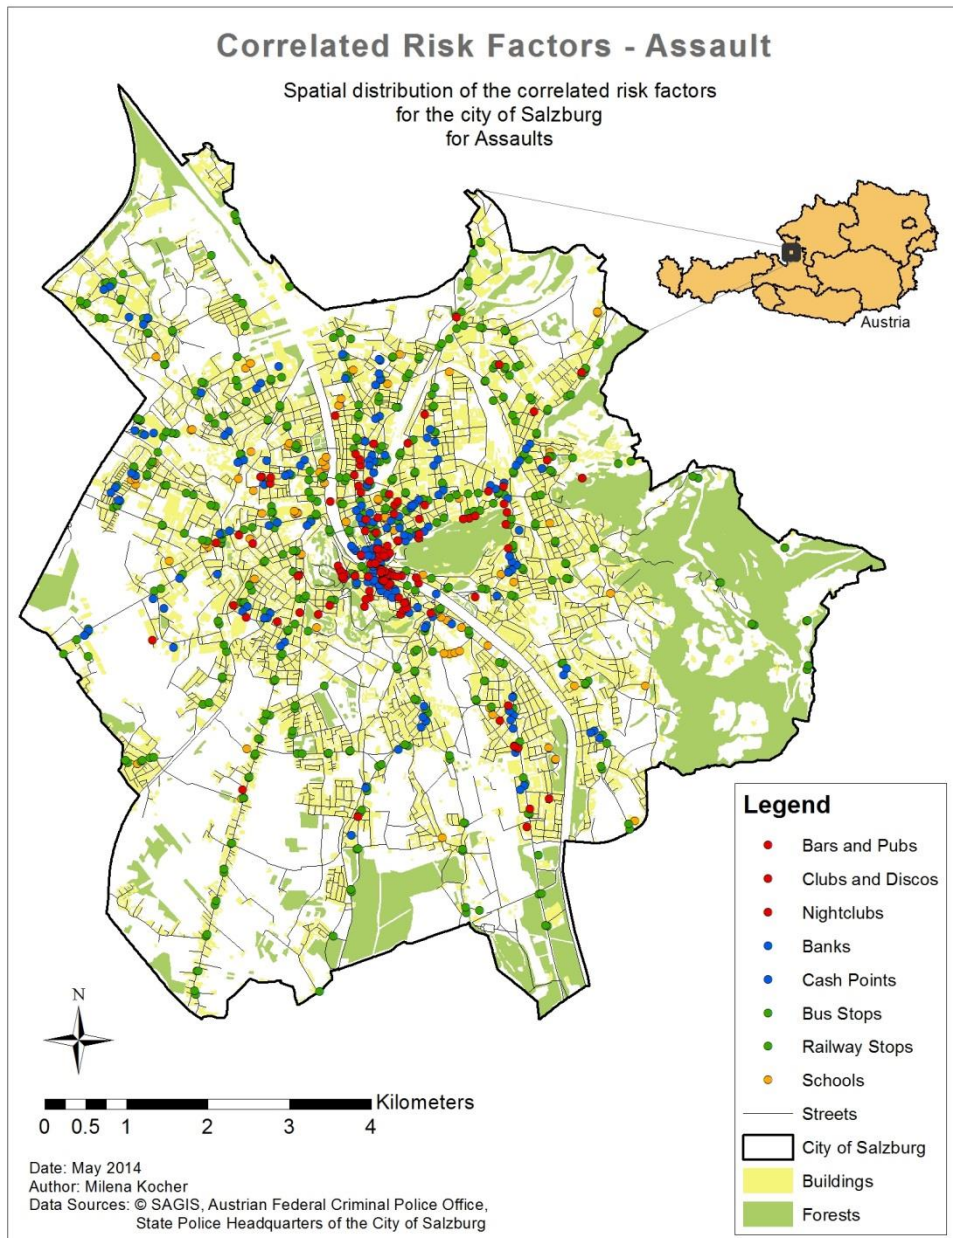 Correlated Risk Factors - Assault
Spatial distribution of the correlated risk factors
for the city of Salzburg
for Assaults
Austria
Legend
Bars and Pubs
Clubs and Discos
Nightclubs
Banks
Cash Points
Bus Stops
Railway Stops
Schools
Streets
City of Salzburg
Buildings
Forests
N
Kilometers
0 0.5 1 2 3 4
Date: May 2014
Author: Milena Kocher
Data Sources: © SAGIS, Austrian Federal Criminal Police Office,
State Police Headquarters of the City of Salzburg